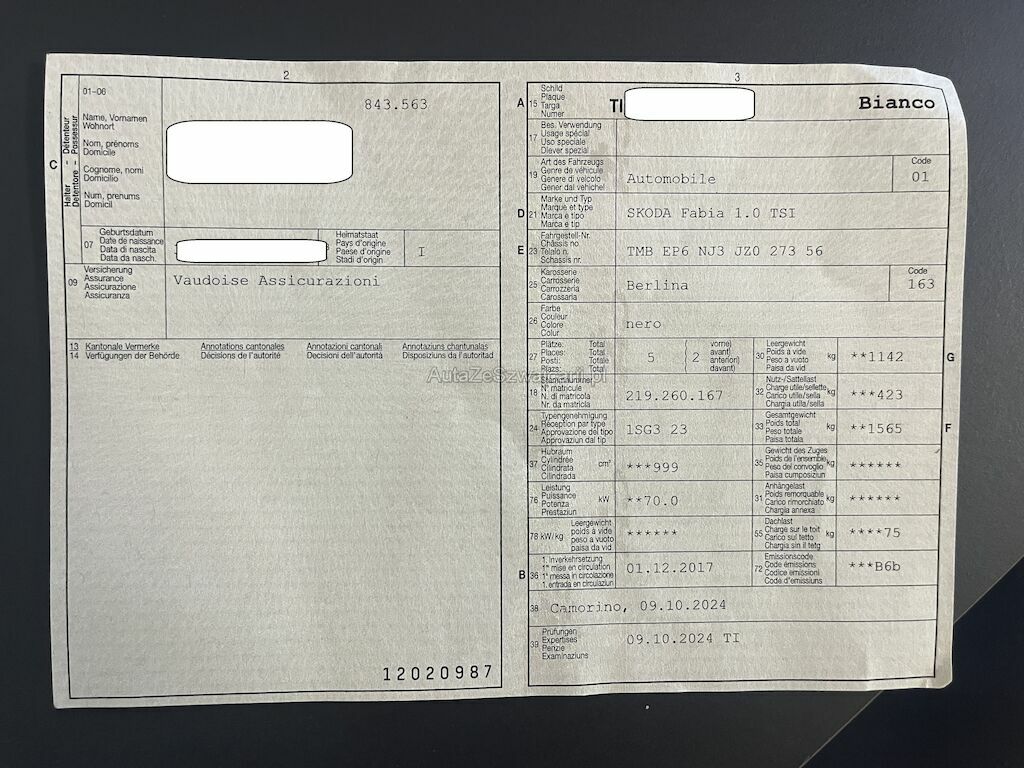 2
01-06
843.563
Halter – Détenteur
Detentore – Possessur
C
Name, Vornamen
Wohnort
Nom, prénoms
Domicile
Cognome, nomi
Domicilio
Num, prenums
Domicil
07
Geburtsdatum
Date de naissance
Data di nascita
Data da nasch.
Heimatstaat
Pays d'origine
Paese d'origine
Stadi d'origin
I
09
Versicherung
Assurance
Assicurazione
Assicuranza
Vaudoise Assicurazioni
13 Kantonale Vermerke Annotations cantonales Annotazioni cantonali Annotaziuns chantunalas
14 Verfügungen der Behörde Décisions de l'autorité Decisioni dell'autorità Disposiziuns da l'autoritad
12020987
3
A 15
Schild
Plaque
Targa
Numer
TI
Bianco
17
Bes. Verwendung
Usage spécial
Uso speciale
Diever spezial
19
Art des Fahrzeugs
Genre de véhicule
Genere di veicolo
Gener dal vehichel
Automobile
Code
01
D 21
Marke und Typ
Marque et type
Marca e tipo
Marca e tip
SKODA Fabia 1.0 TSI
E 23
Fahrgestell-Nr.
Châssis no.
Telaio n.
Schassis nr.
TMB EP6 NJ3 JZ0 273 56
25
Karosserie
Carrosserie
Carrozzeria
Carossaria
Berlina
Code
163
26
Farbe
Couleur
Colore
Colur
nero
27
Plätze: Total
Places: Total
Posti: Totale
Plazs: Total
5
( 2
vorne)
avant)
anteriori)
davant)
30
Leergewicht
Poids à vide
Peso a vuoto
Paisa da vid
kg
**1142
G
18
Stammnummer
N° matricule
N. di matricola
Nr. da matricla
219.260.167
32
Nutz-/Sattellast
Charge utile/sellette
Carico utile/sella
Chargia utila/sella
kg
***423
24
Typengenehmigung
Réception par type
Approvazione del tipo
Approvaziun dal tip
1SG3 23
33
Gesamtgewicht
Poids total
Peso totale
Paisa totala
kg
**1565
F
37
Hubraum
Cylindrée
Cilindrata
Cilindrada
cm³
***999
35
Gewicht des Zuges
Poids de l'ensemble
Peso del convoglio
Paisa cumposiziun
kg
******
76
Leistung
Puissance
Potenza
Prestaziun
kW
**70.0
31
Anhängelast
Poids remorquable
Carico rimorchiato
Chargia annexa
kg
******
78 kW/kg
Leergewicht
poids à vide
peso a vuoto
paisa da vid
******
55
Dachlast
Charge sur le toit
Carico sul tetto
Chargia sin il tetg
kg
****75
B 36
1. Inverkehrsetzung
1re mise en circulation
1a messa in circolazione
1. entrada en circulaziun
01.12.2017
72
Emissionscode
Code émissions
Codice emissioni
Code d'emissiuns
***B6b
38
Camorino, 09.10.2024
39
Prüfungen
Expertises
Perizie
Examinaziuns
09.10.2024 TI
AutaZeSzwajcarii.pl